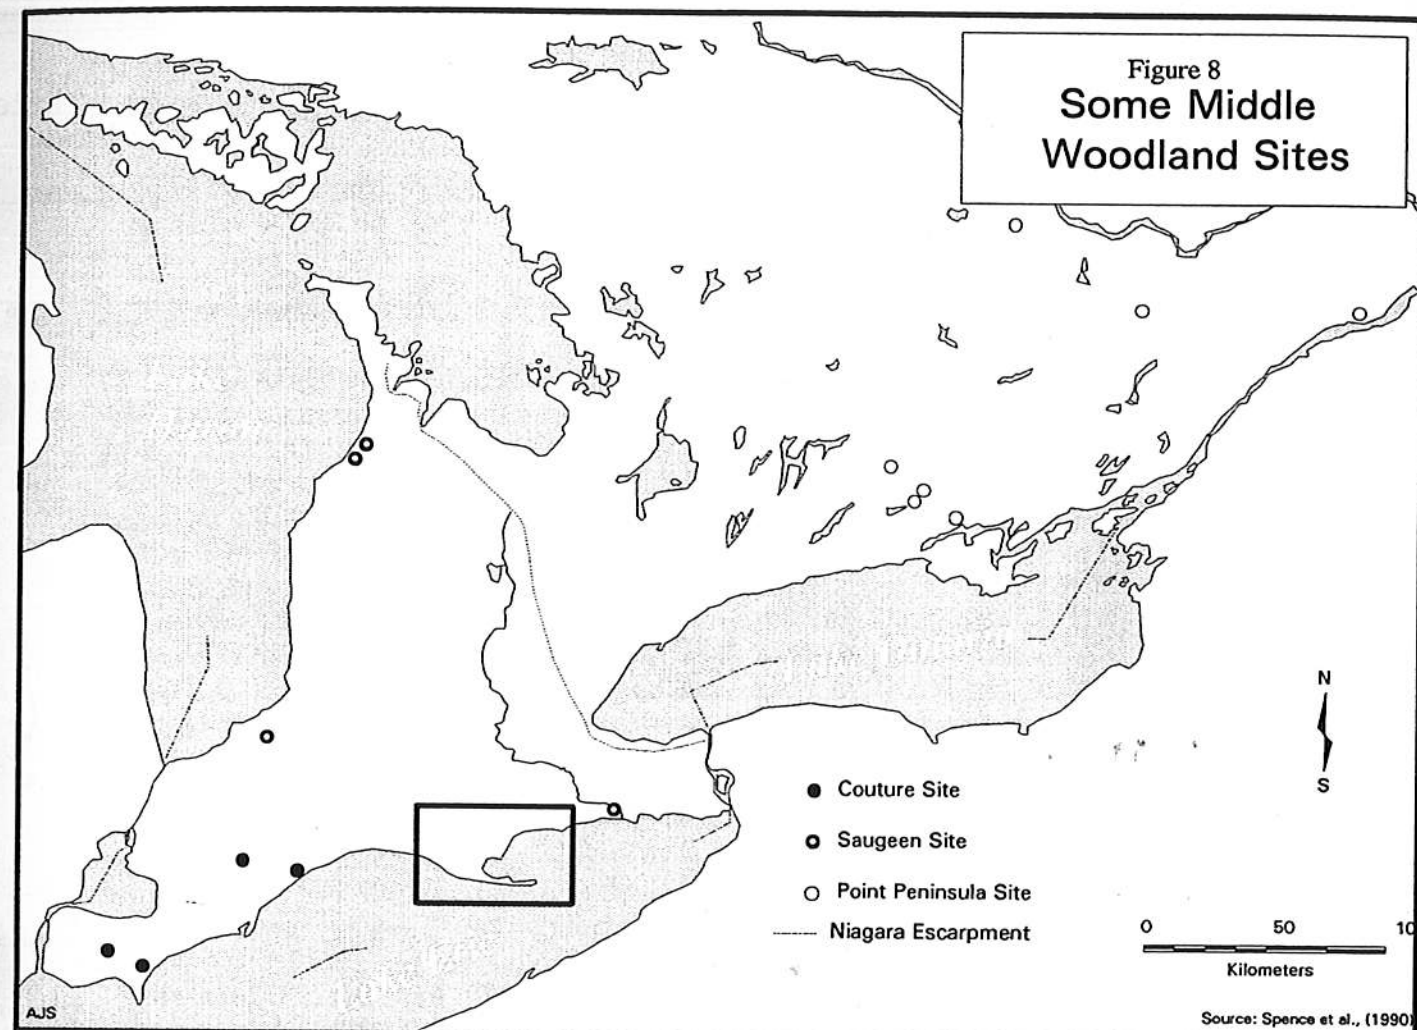 Figure 8
Some Middle
Woodland Sites
N
S
Couture Site
Saugeen Site
Point Peninsula Site
Niagara Escarpment
0 50 10
Kilometers
AJS
Source: Spence et al., (1990)